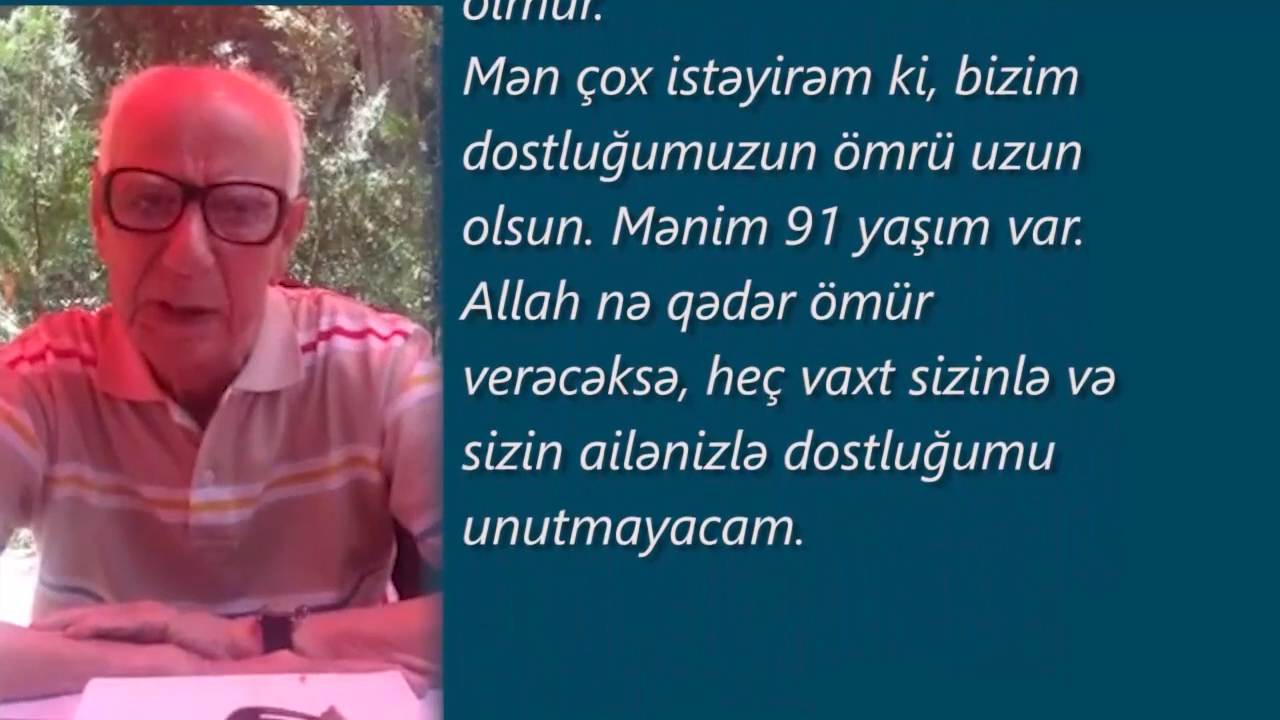 olmur.
Mən çox istəyirəm ki, bizim
dostluğumuzun ömrü uzun
olsun. Mənim 91 yaşım var.
Allah nə qədər ömür
verəcəksə, heç vaxt sizinlə və
sizin ailənizlə dostluğumu
unutmayacam.